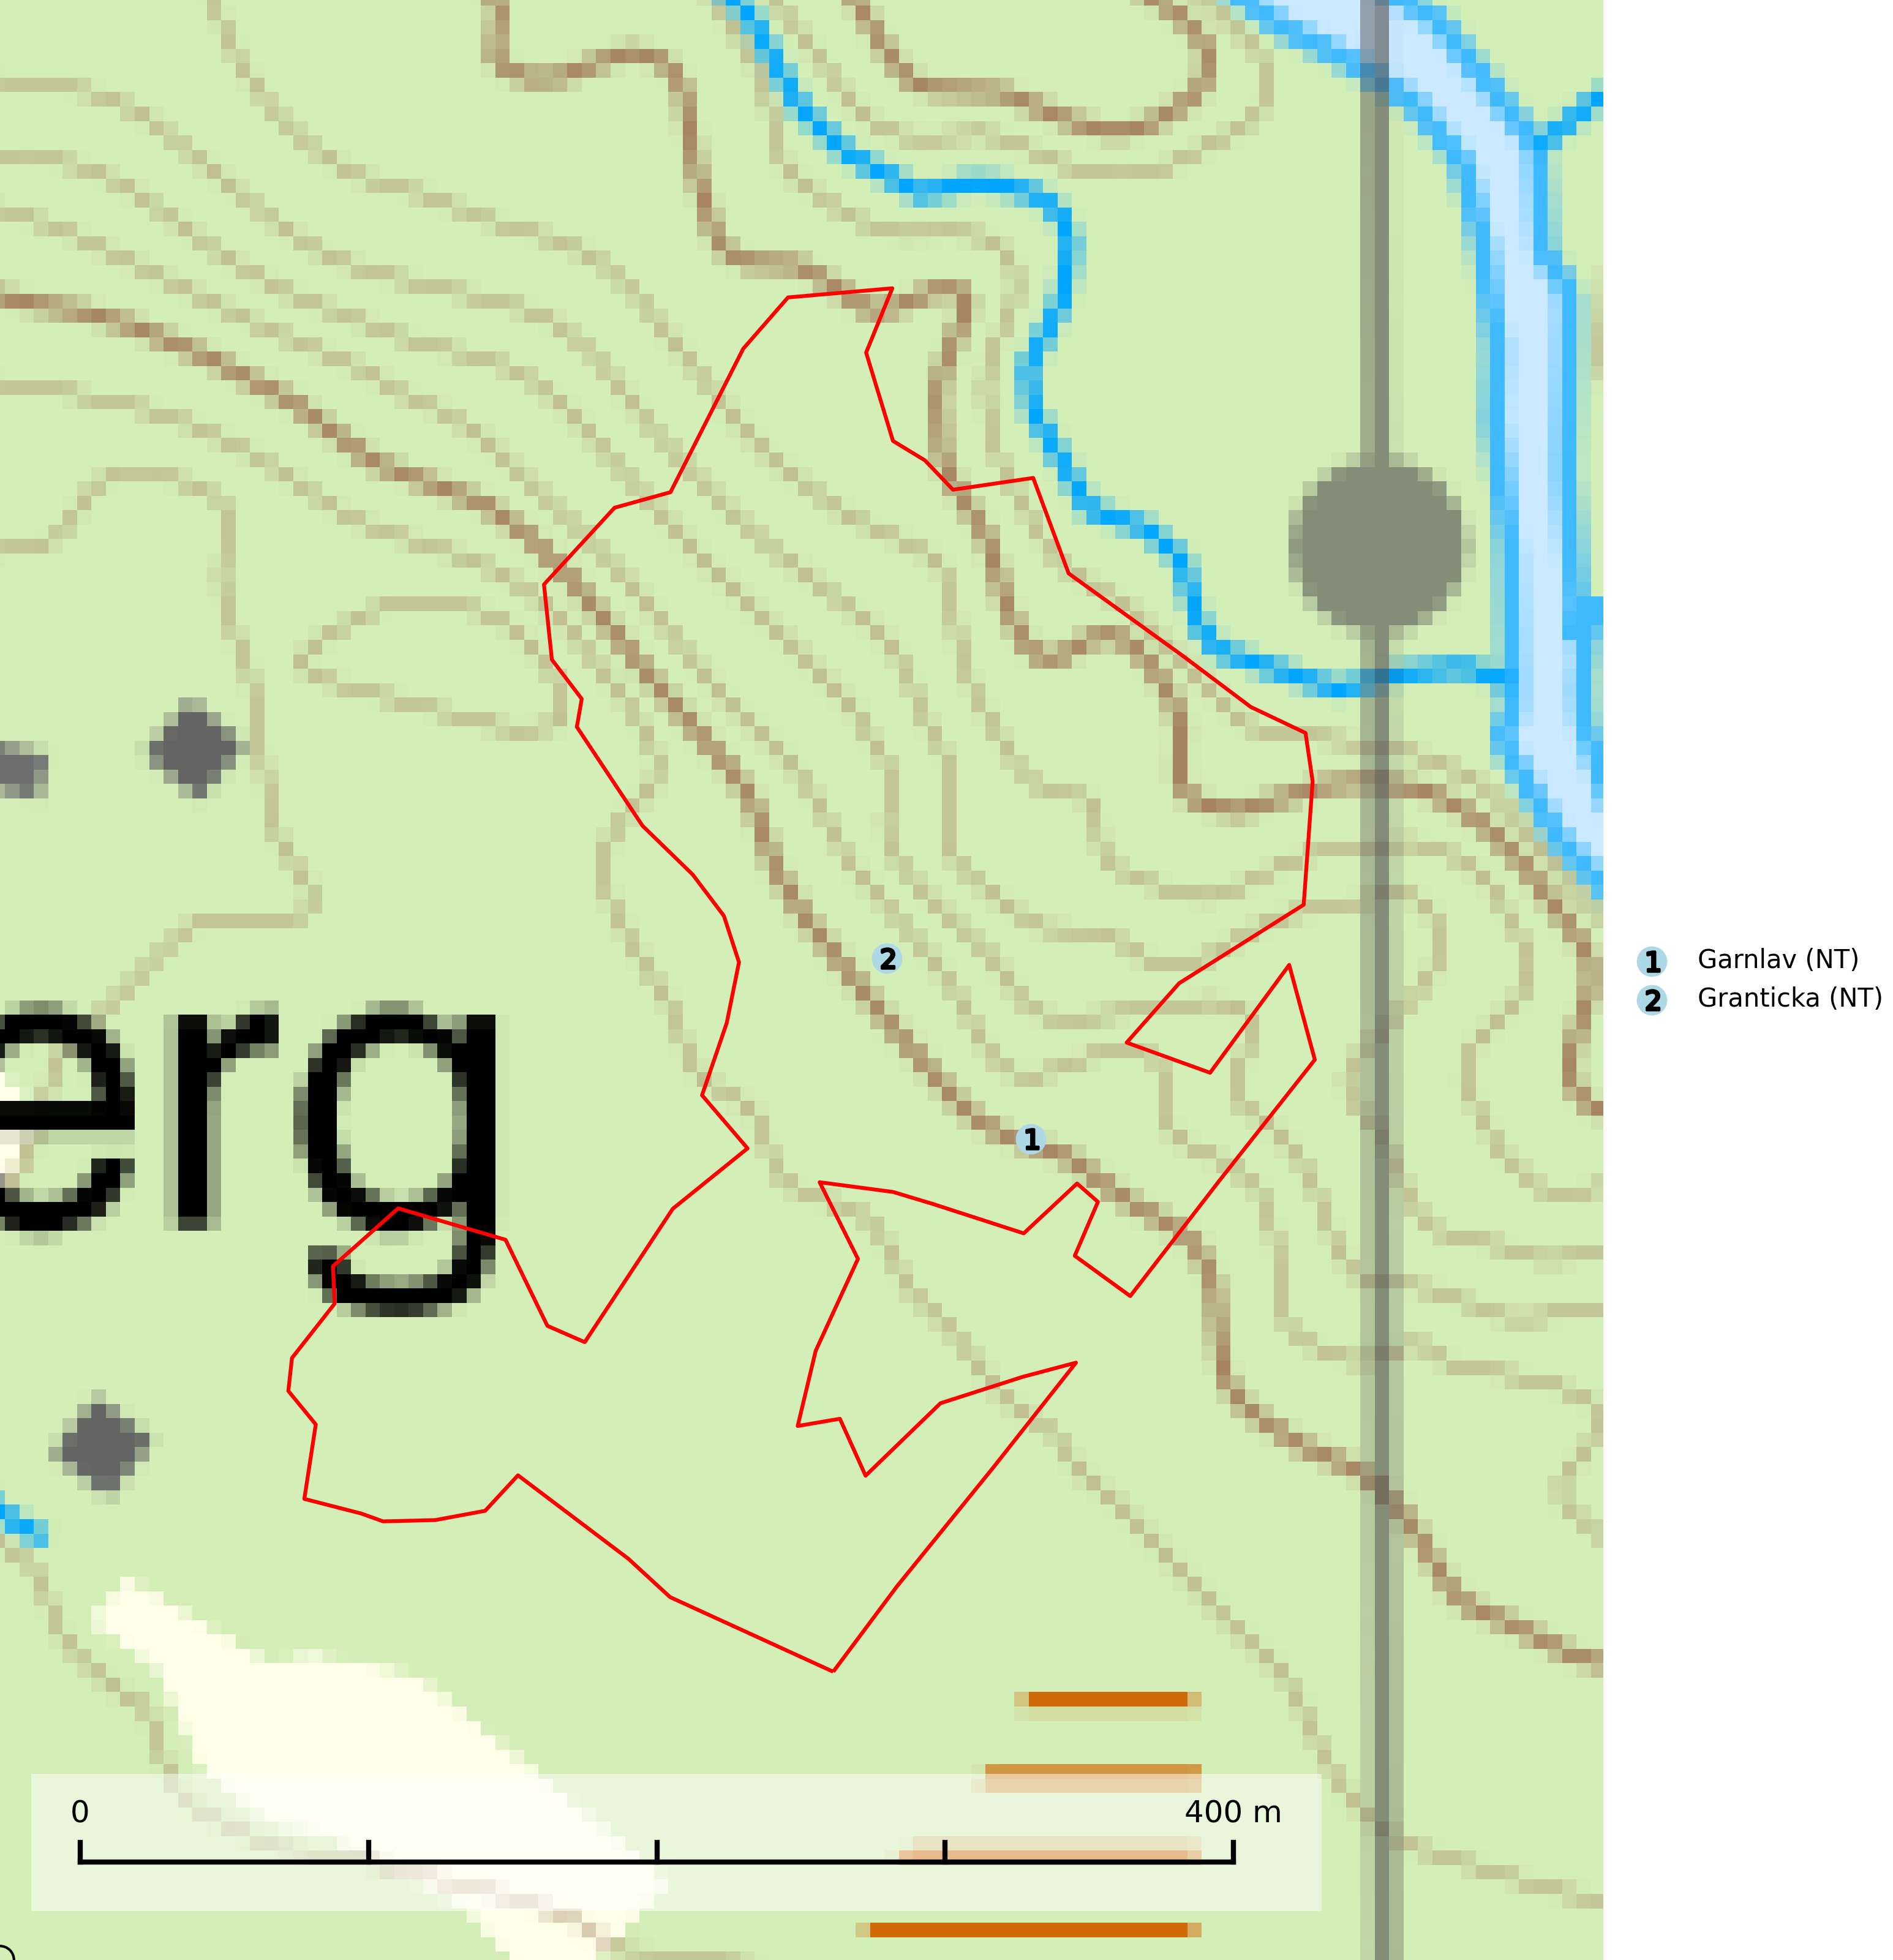 erg
1 Garnlav (NT)
2 Granticka (NT)
2
1
0 400 m